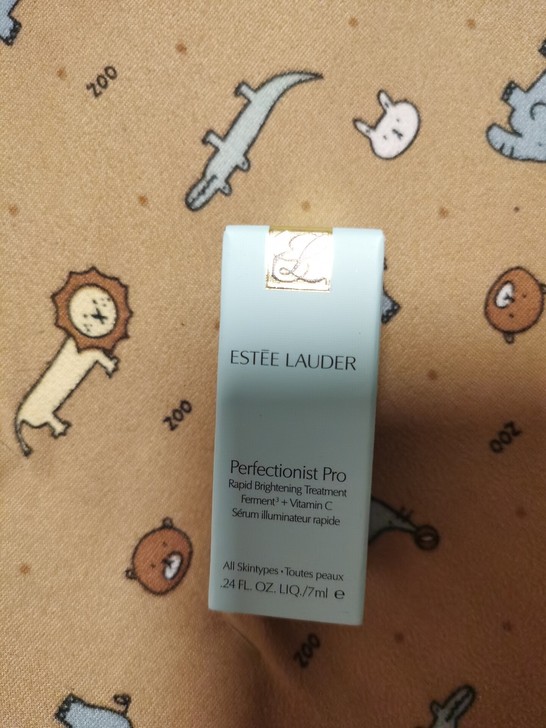 ZOO
ESTĒE LAUDER
ZOO
ZOO
Perfectionist Pro
Rapid Brightening Treatment
Ferment³ + Vitamin C
Sérum illuminateur rapide
All Skintypes • Toutes peaux
.24 FL. OZ. LIQ./7ml ℮
ZOO